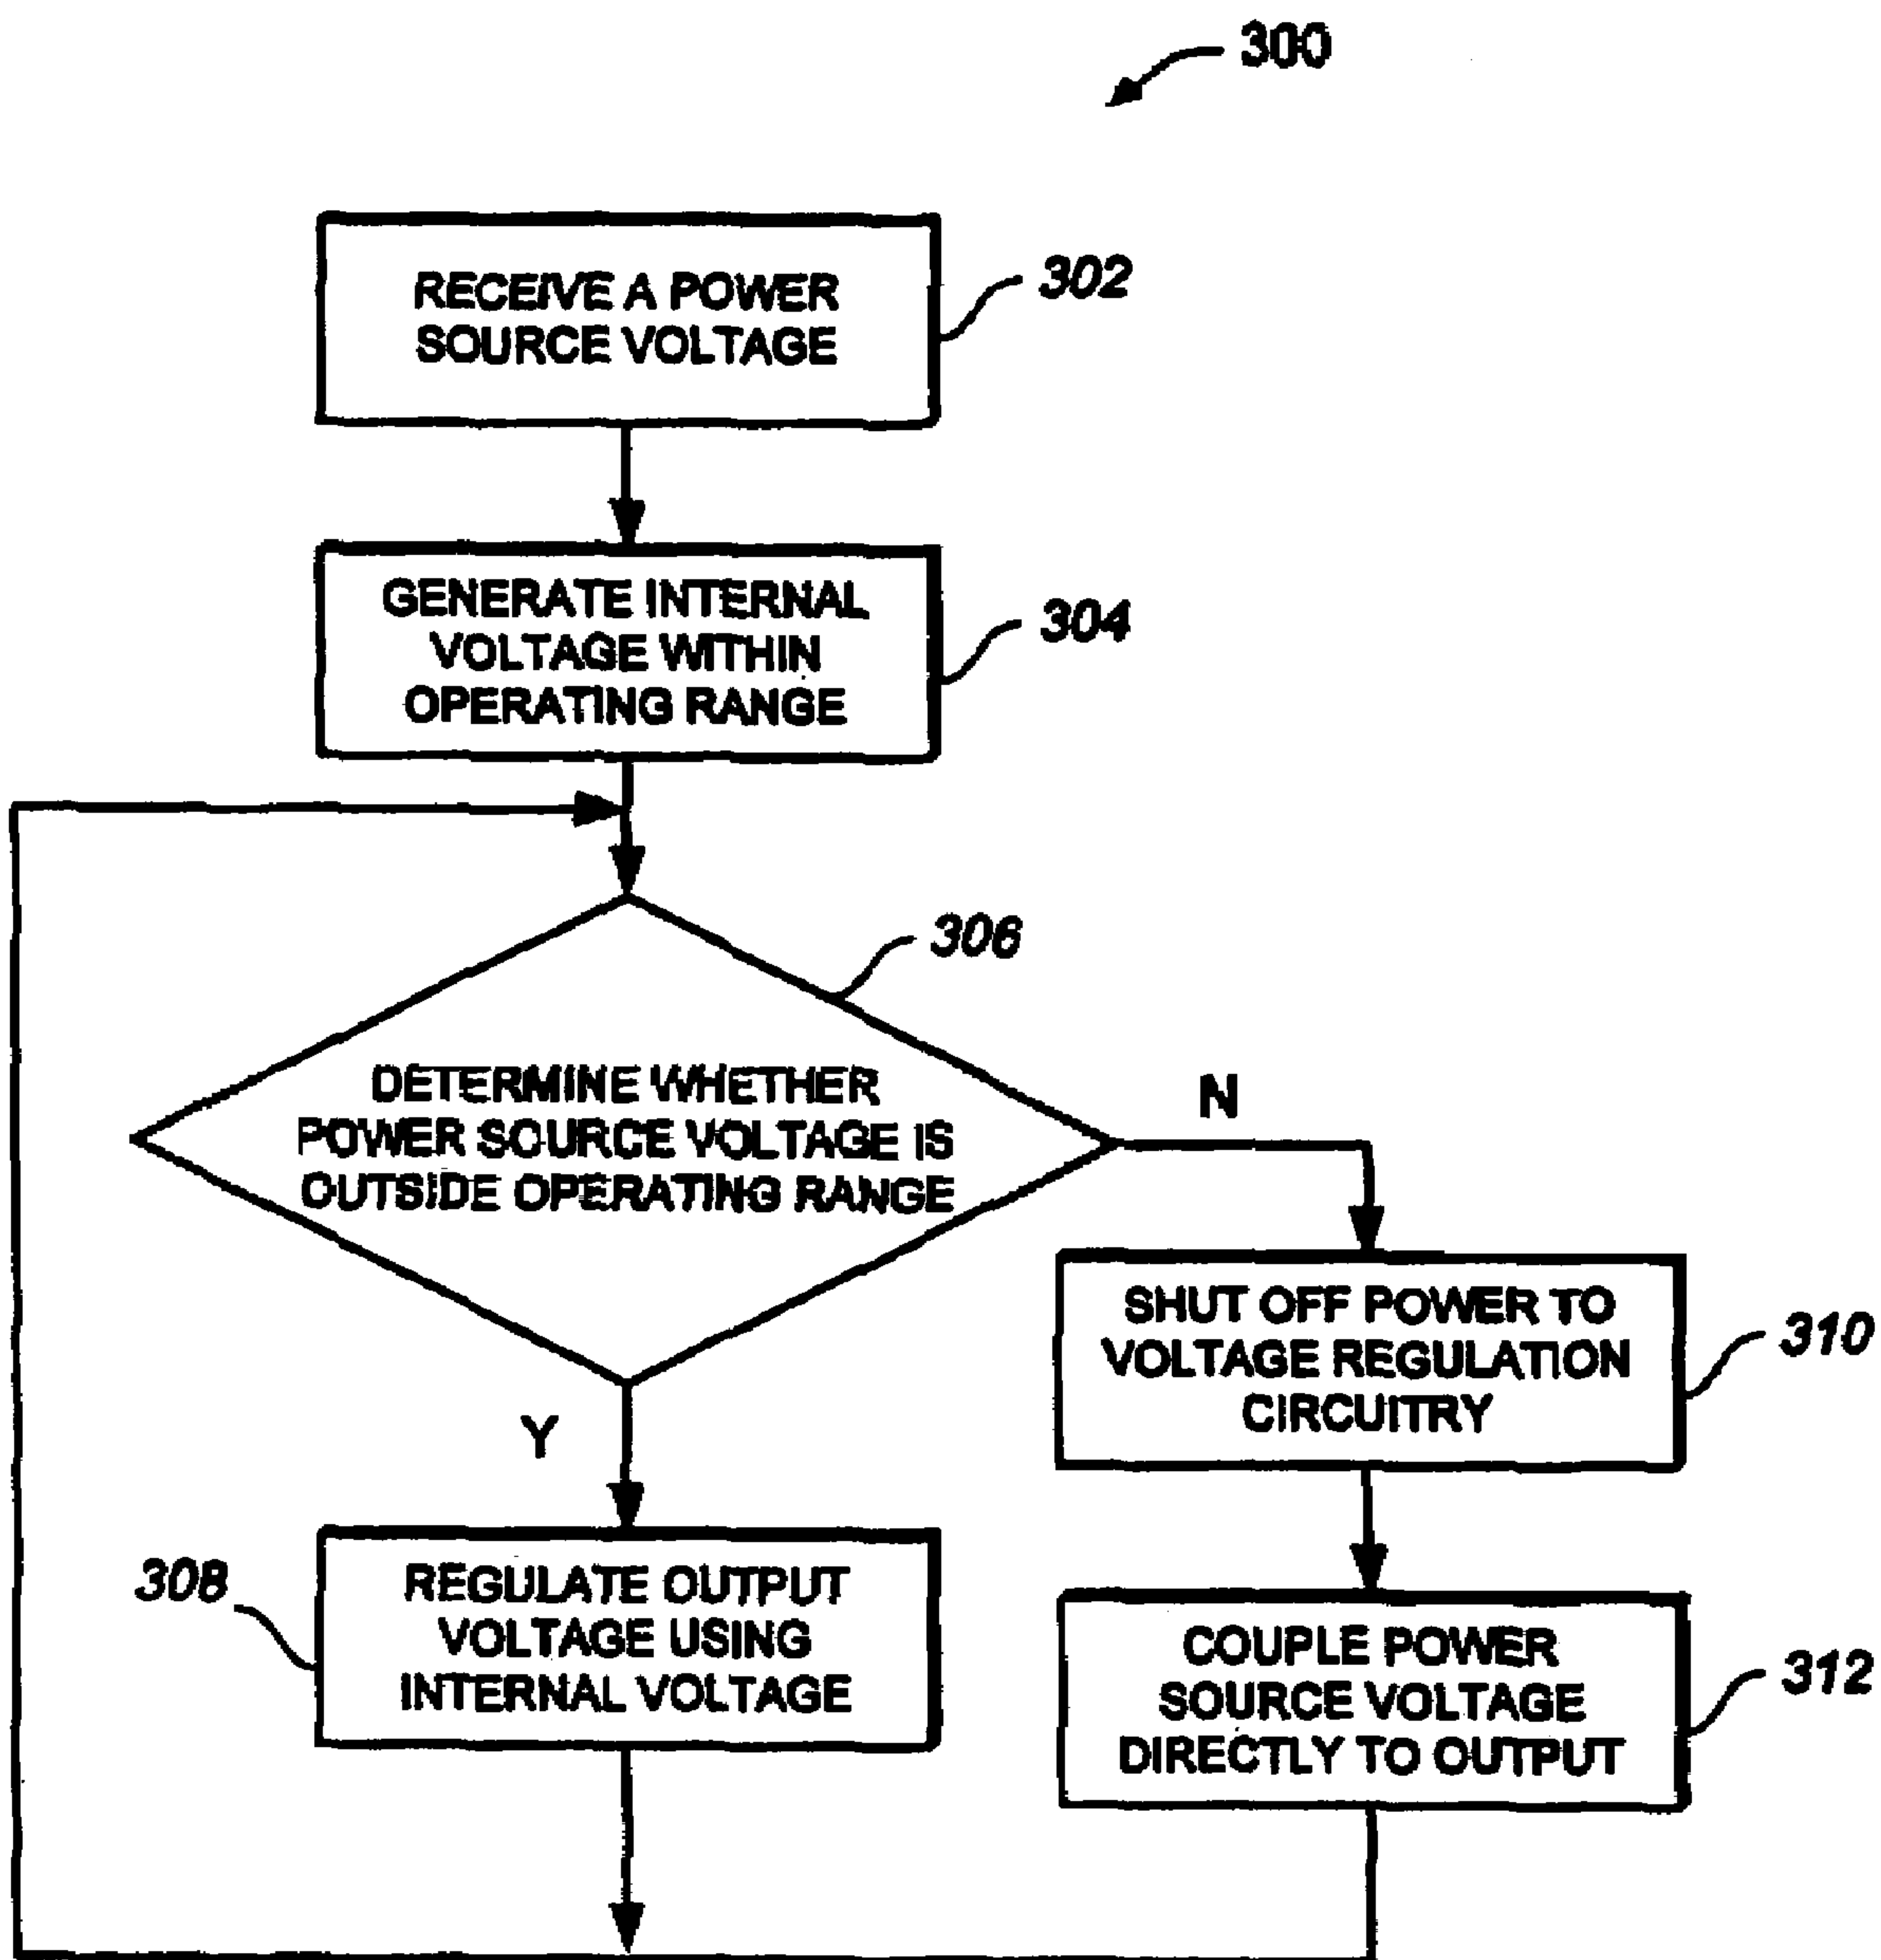 300
RECEIVE A POWER
SOURCE VOLTAGE
302
GENERATE INTERNAL
VOLTAGE WITHIN
OPERATING RANGE
304
306
DETERMINE WHETHER
POWER SOURCE VOLTAGE IS
OUTSIDE OPERATING RANGE
N
Y
SHUT OFF POWER TO
VOLTAGE REGULATION
CIRCUITRY
310
308
REGULATE OUTPUT
VOLTAGE USING
INTERNAL VOLTAGE
COUPLE POWER
SOURCE VOLTAGE
DIRECTLY TO OUTPUT
312